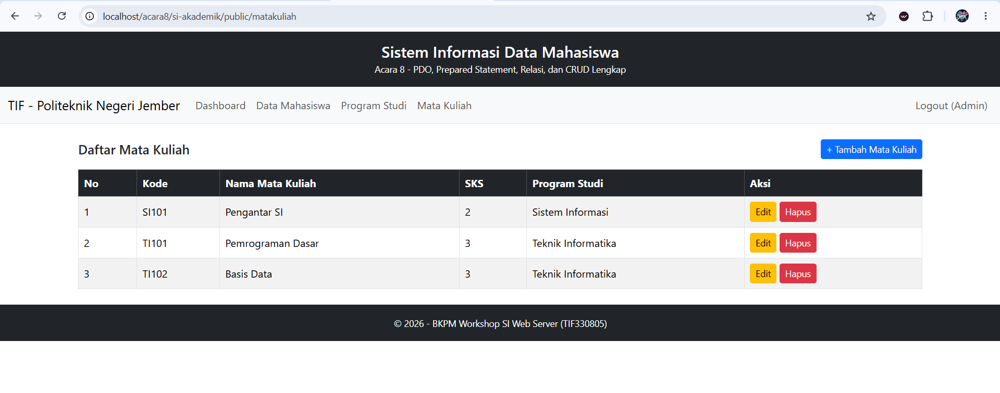 localhost/acara8/si-akademik/public/matakuliah
Sistem Informasi Data Mahasiswa
Acara 8 - PDO, Prepared Statement, Relasi, dan CRUD Lengkap
TIF - Politeknik Negeri Jember Dashboard Data Mahasiswa Program Studi Mata Kuliah Logout (Admin)
Daftar Mata Kuliah + Tambah Mata Kuliah
No Kode Nama Mata Kuliah SKS Program Studi Aksi
1 SI101 Pengantar SI 2 Sistem Informasi Edit Hapus
2 TI101 Pemrograman Dasar 3 Teknik Informatika Edit Hapus
3 TI102 Basis Data 3 Teknik Informatika Edit Hapus
© 2026 - BKPM Workshop SI Web Server (TIF330805)